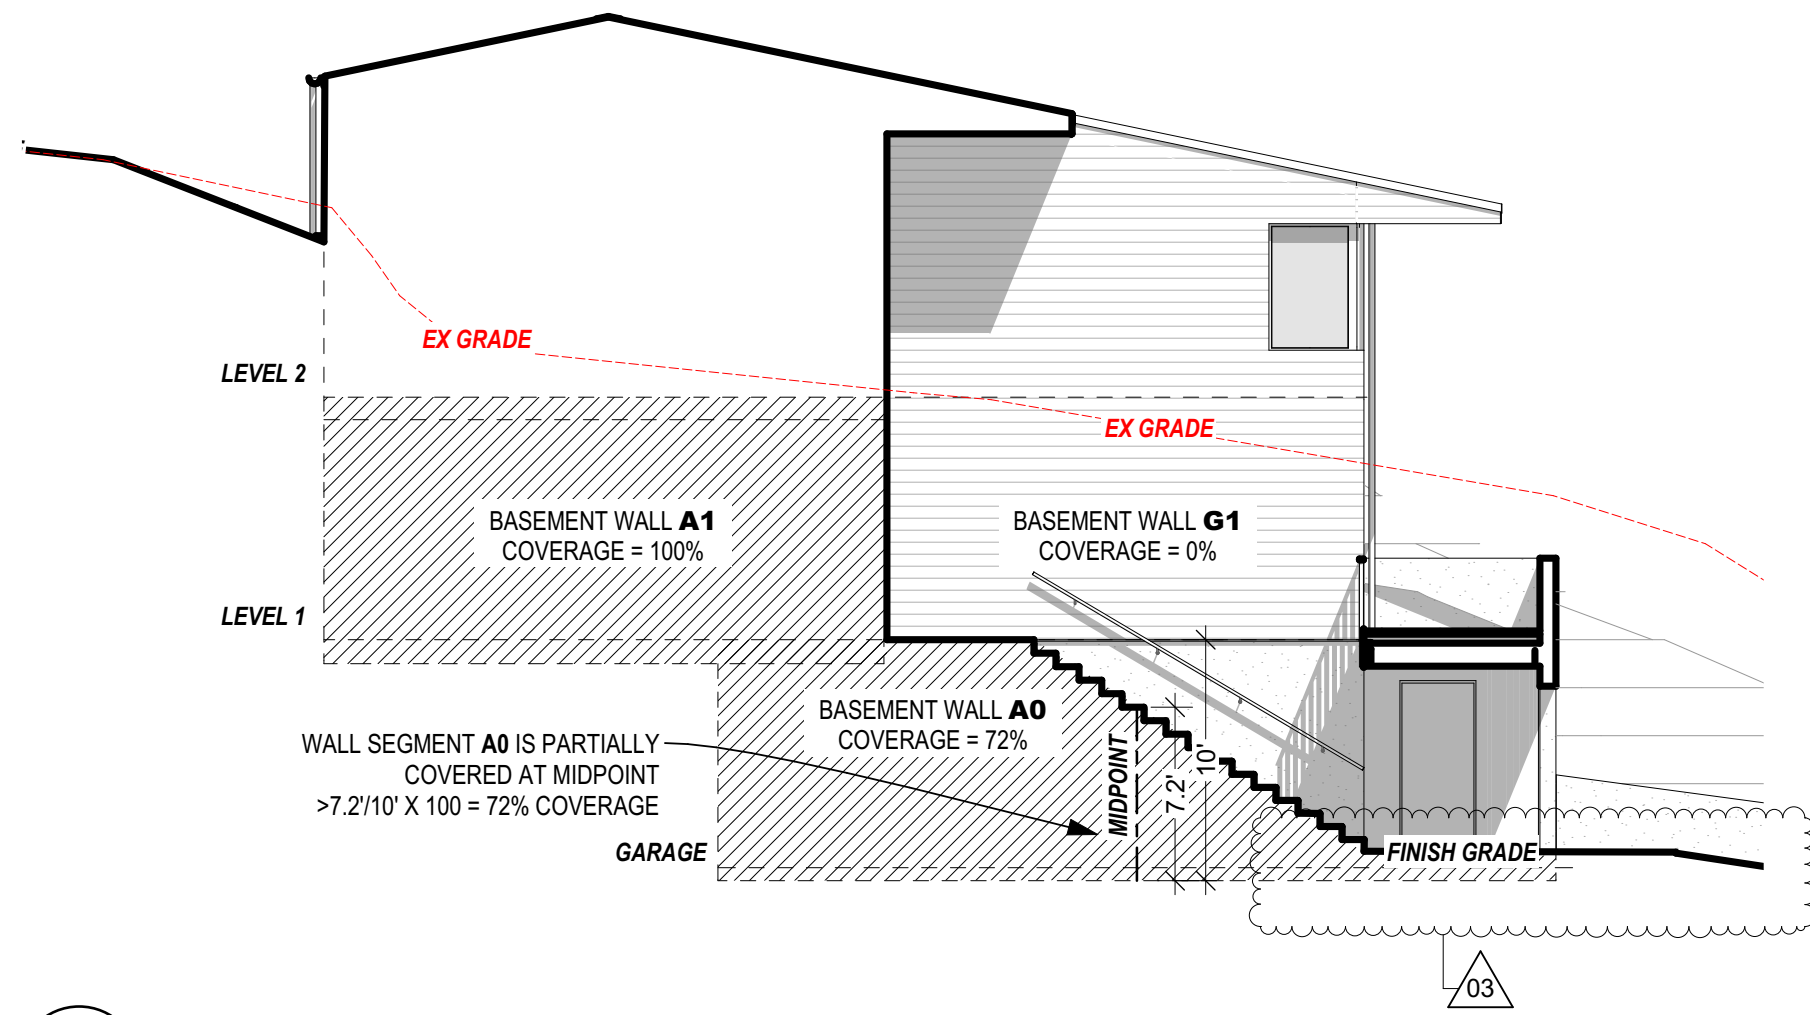 EX GRADE
LEVEL 2
EX GRADE
BASEMENT WALL A1
COVERAGE = 100%
BASEMENT WALL G1
COVERAGE = 0%
LEVEL 1
BASEMENT WALL A0
COVERAGE = 72%
WALL SEGMENT A0 IS PARTIALLY
COVERED AT MIDPOINT
>7.2'/10' X 100 = 72% COVERAGE
MIDPOINT
7.2'
10'
GARAGE
FINISH GRADE
03